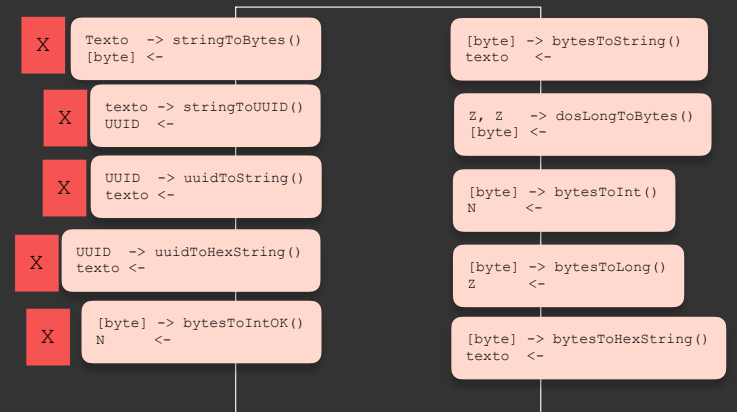 X
Texto -> stringToBytes()
[byte] <-
X
texto -> stringToUUID()
UUID <-
X
UUID -> uuidToString()
texto <-
X
UUID -> uuidToHexString()
texto <-
X
[byte] -> bytesToIntOK()
N <-
[byte] -> bytesToString()
texto <-
Z, Z -> dosLongToBytes()
[byte] <-
[byte] -> bytesToInt()
N <-
[byte] -> bytesToLong()
Z <-
[byte] -> bytesToHexString()
texto <-